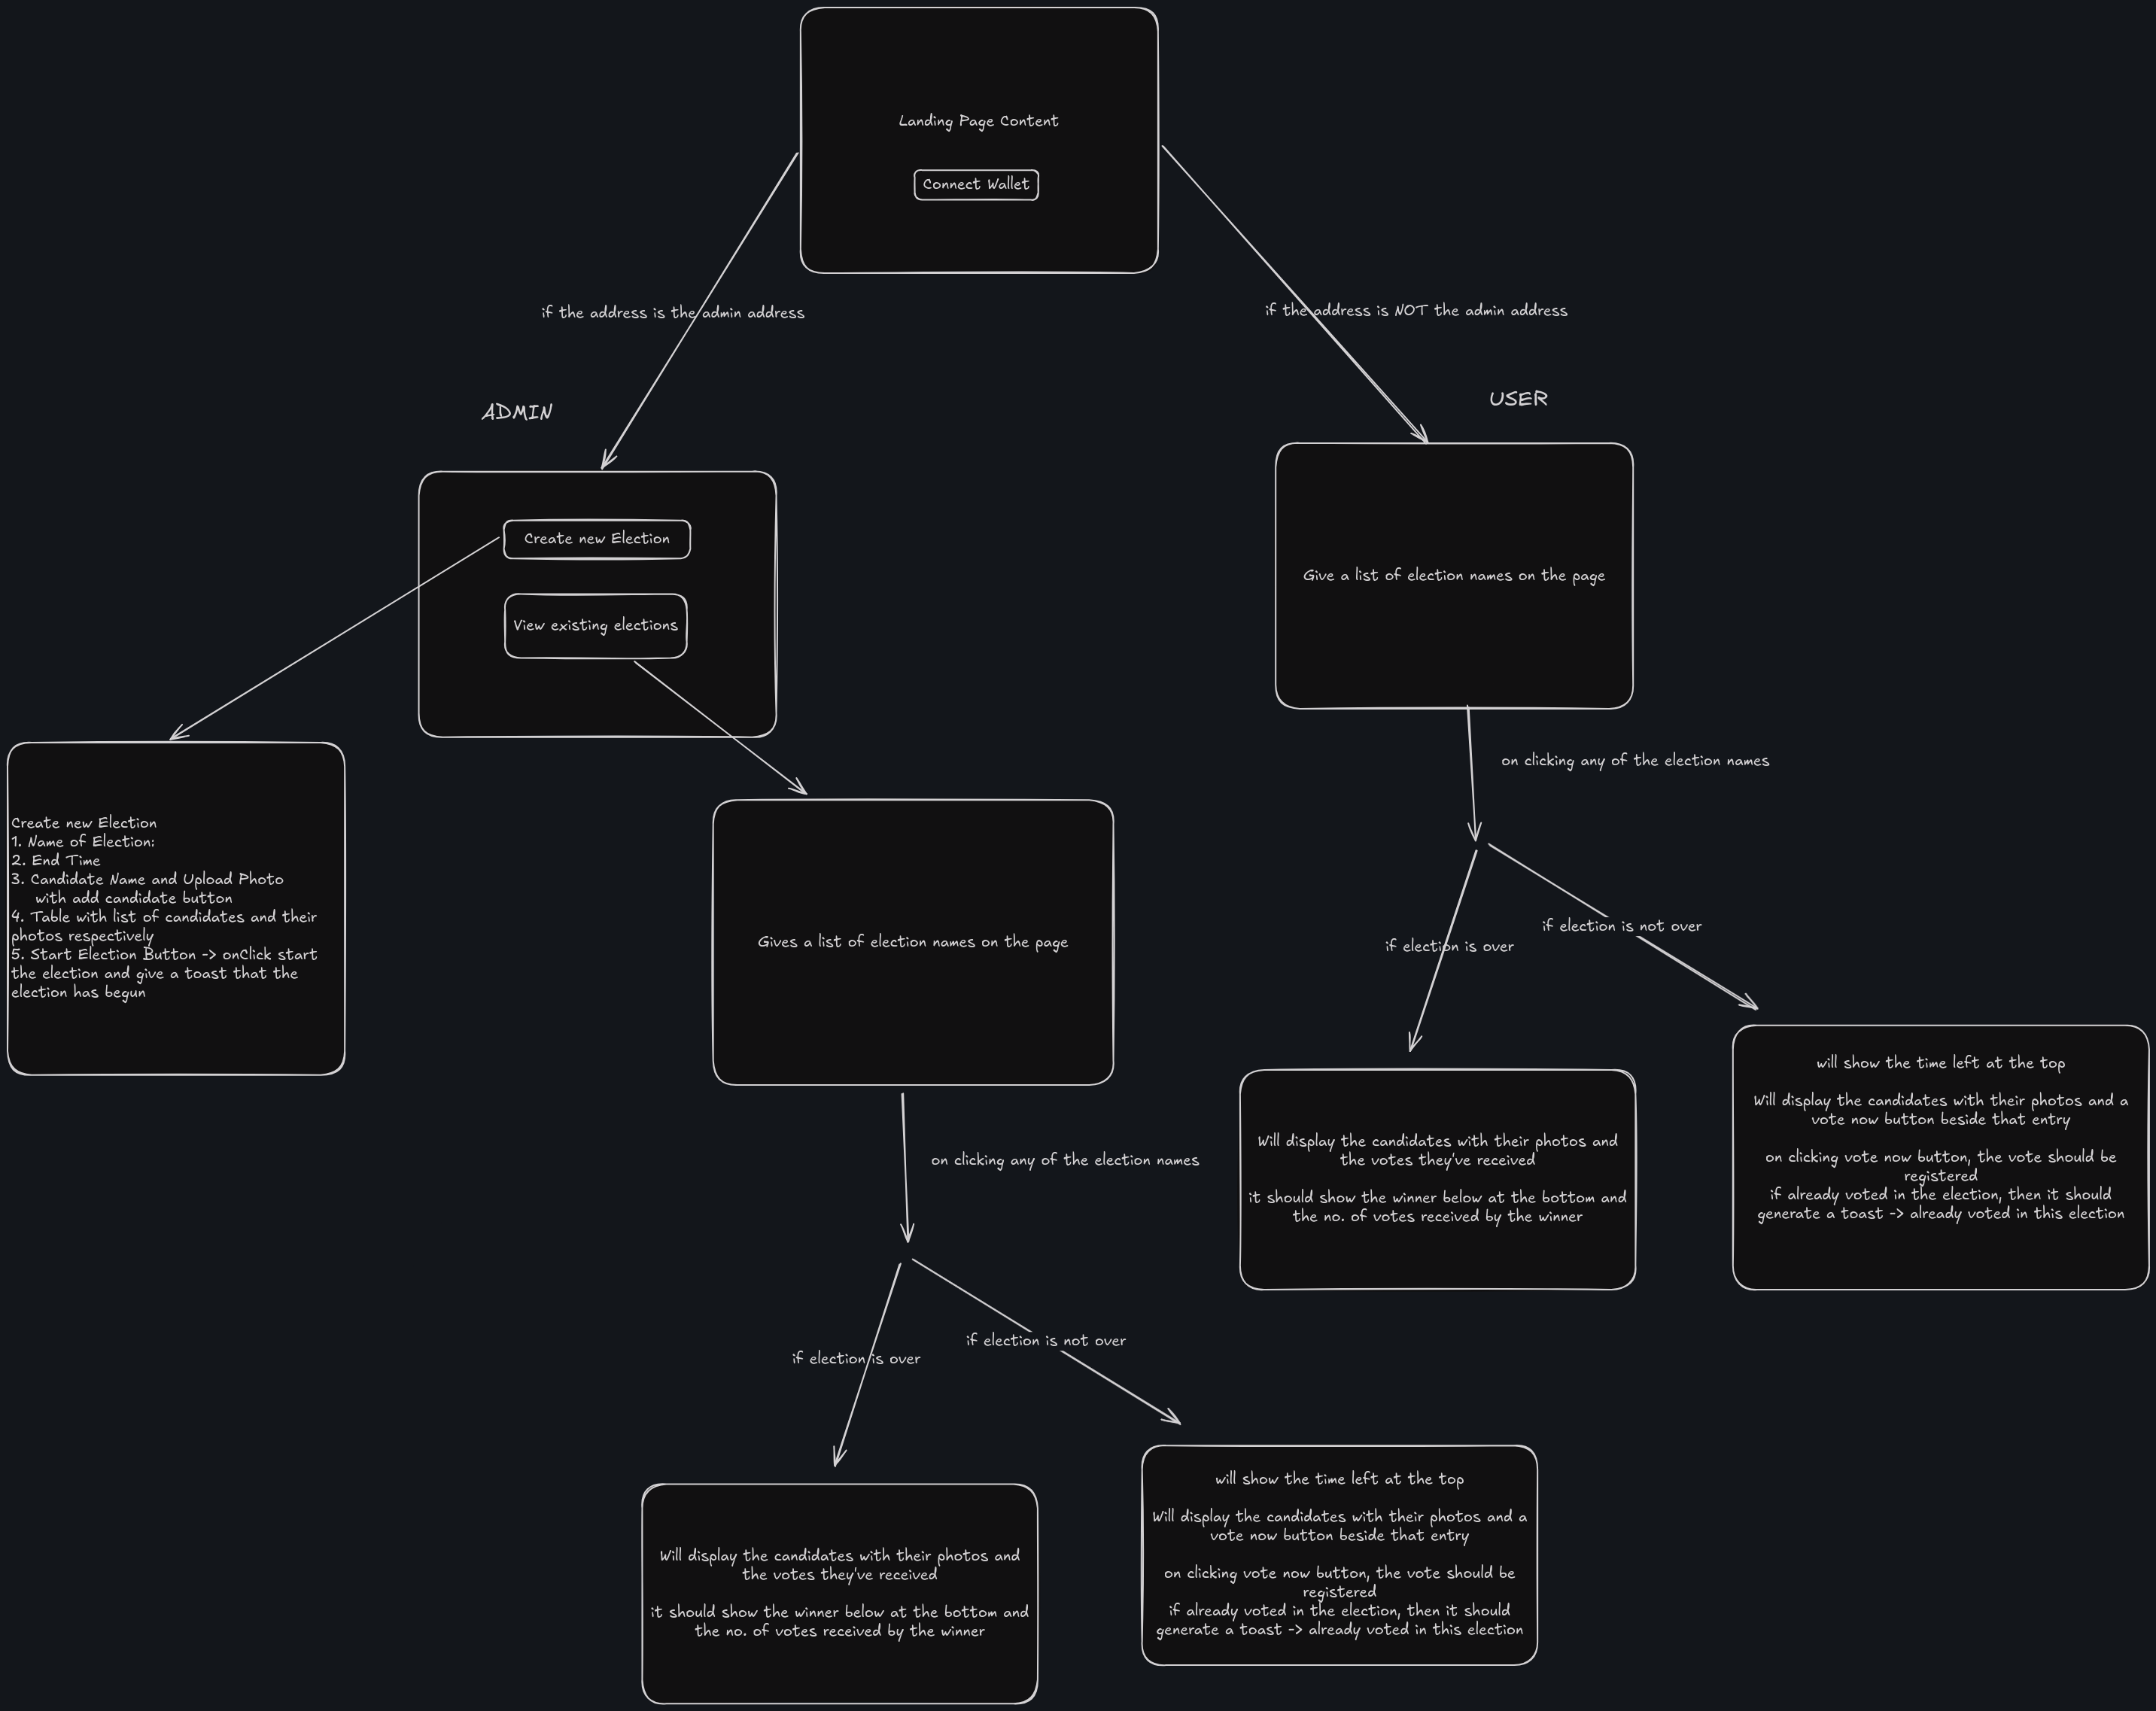 Landing Page Content
Connect Wallet
if the address is the admin address
if the address is NOT the admin address
ADMIN
USER
Create new Election
View existing elections
Give a list of election names on the page
on clicking any of the election names
Create new Election
1. Name of Election:
2. End Time
3. Candidate Name and Upload Photo
with add candidate button
4. Table with list of candidates and their
photos respectively
5. Start Election Button -> onClick start
the election and give a toast that the
election has begun
Gives a list of election names on the page
if election is over
if election is not over
Will display the candidates with their photos and
the votes they've received
it should show the winner below at the bottom and
the no. of votes received by the winner
will show the time left at the top
Will display the candidates with their photos and a
vote now button beside that entry
on clicking vote now button, the vote should be
registered
if already voted in the election, then it should
generate a toast -> already voted in this election
on clicking any of the election names
if election is over
if election is not over
Will display the candidates with their photos and
the votes they've received
it should show the winner below at the bottom and
the no. of votes received by the winner
will show the time left at the top
Will display the candidates with their photos and a
vote now button beside that entry
on clicking vote now button, the vote should be
registered
if already voted in the election, then it should
generate a toast -> already voted in this election